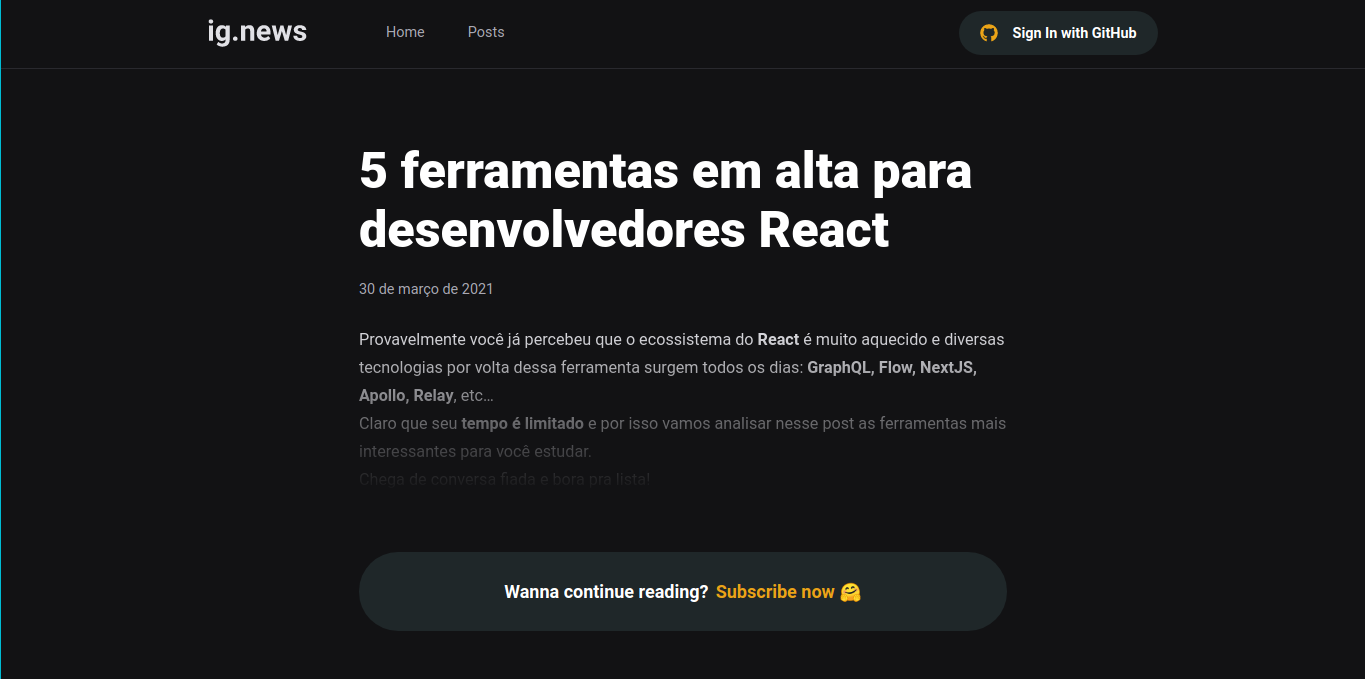 ig.news
Home
Posts
Sign In with GitHub
5 ferramentas em alta para
desenvolvedores React
30 de março de 2021
Provavelmente você já percebeu que o ecossistema do React é muito aquecido e diversas
tecnologias por volta dessa ferramenta surgem todos os dias: GraphQL, Flow, NextJS,
Apollo, Relay, etc…
Claro que seu tempo é limitado e por isso vamos analisar nesse post as ferramentas mais
interessantes para você estudar.
Chega de conversa fiada e bora pra lista!
Wanna continue reading? Subscribe now 🤗